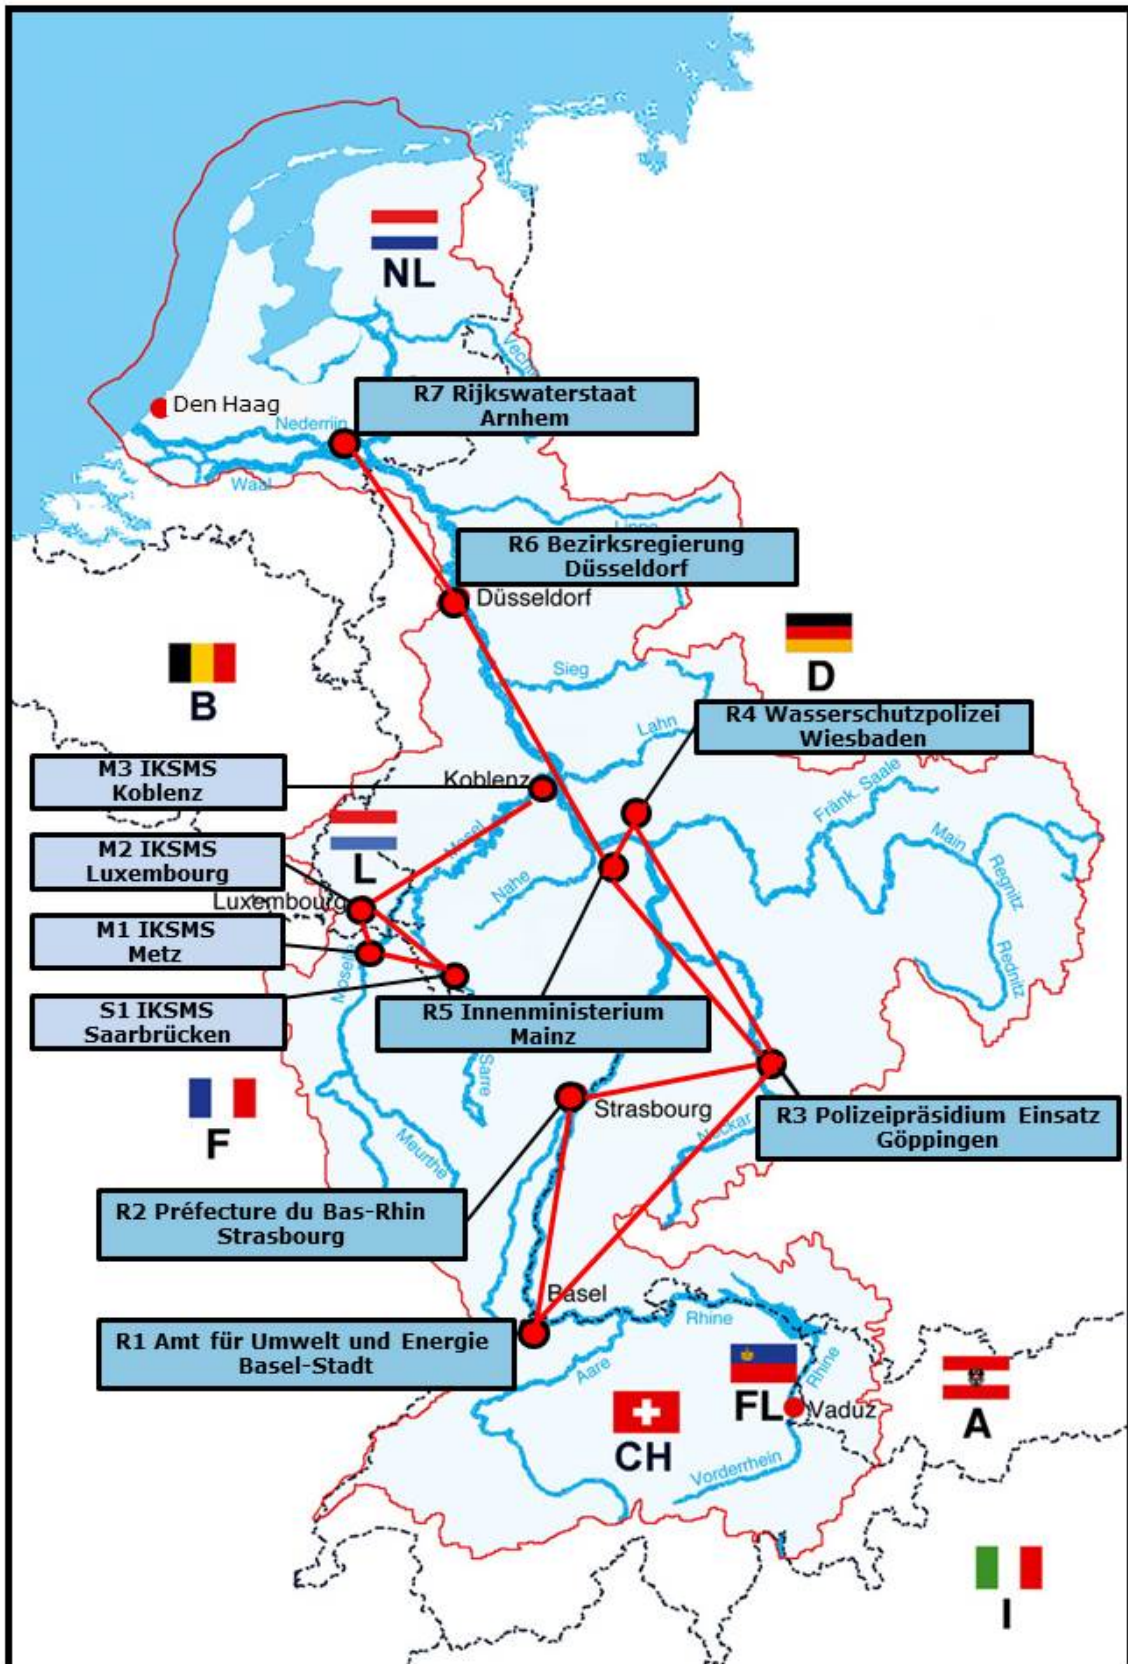 NL
Vecht
Den Haag
R7 Rijkswaterstaat
Arnhem
Nederrijn
Waal
Lippe
R6 Bezirksregierung
Düsseldorf
Düsseldorf
B
D
Sieg
Lahn
R4 Wasserschutzpolizei
Wiesbaden
M3 IKSMS
Koblenz
Koblenz
Fränk. Saale
Main
Regnitz
Rednitz
M2 IKSMS
Luxembourg
L
Mosel
Nahe
Luxembourg
M1 IKSMS
Metz
Moselle
S1 IKSMS
Saarbrücken
R5 Innenministerium
Mainz
Sarre
F
Meurthe
Strasbourg
Neckar
R3 Polizeipräsidium Einsatz
Göppingen
R2 Préfecture du Bas-Rhin
Strasbourg
Basel
Rhine
R1 Amt für Umwelt und Energie
Basel-Stadt
Aare
Rhine
FL
Vaduz
A
CH
Vorderrhein
I